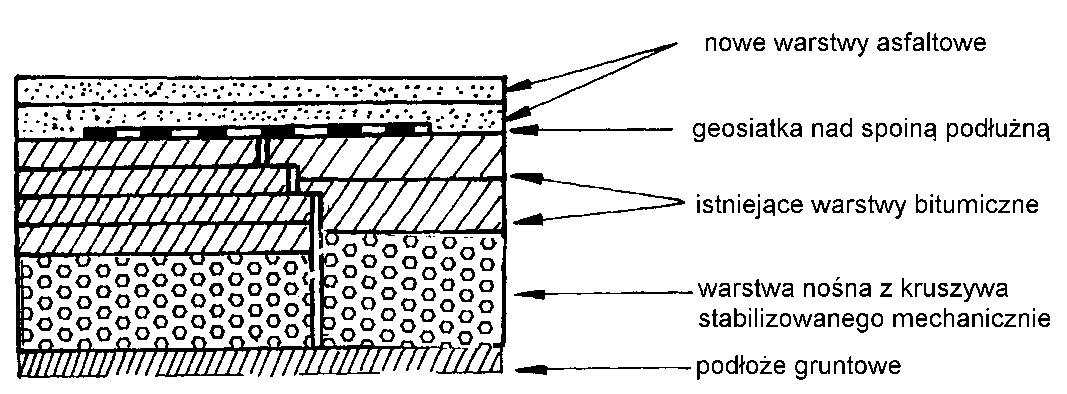 nowe warstwy asfaltowe
geosiatka nad spoiną podłużną
istniejące warstwy bitumiczne
warstwa nośna z kruszywa
stabilizowanego mechanicznie
podłoże gruntowe